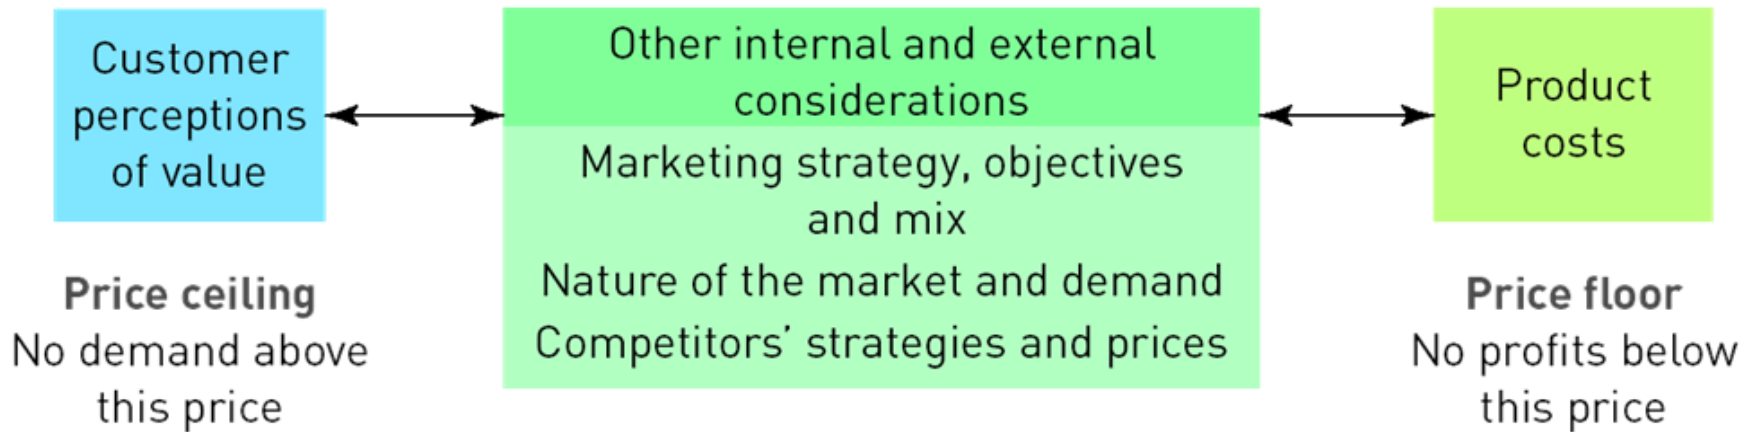 Customer
perceptions
of value
Price ceiling
No demand above
this price
Other internal and external
considerations
Marketing strategy, objectives
and mix
Nature of the market and demand
Competitors’ strategies and prices
Product
costs
Price floor
No profits below
this price